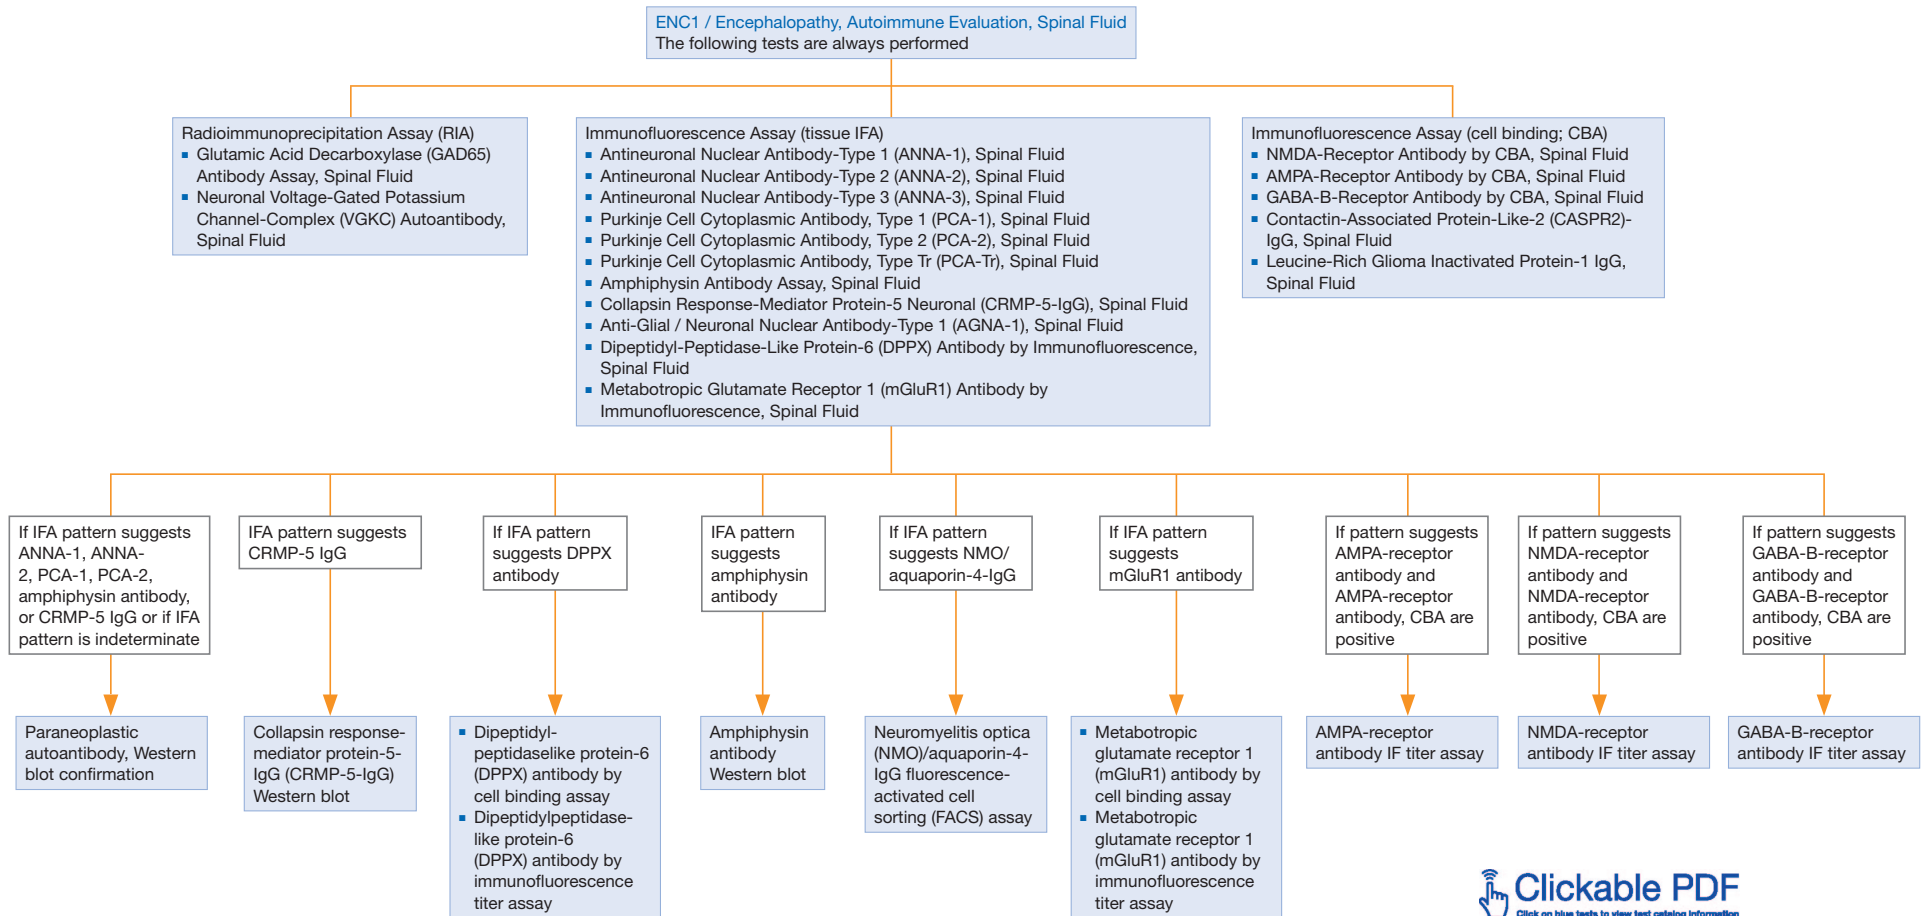 ENC1 / Encephalopathy, Autoimmune Evaluation, Spinal Fluid
The following tests are always performed
Radioimmunoprecipitation Assay (RIA)
▪ Glutamic Acid Decarboxylase (GAD65)
Antibody Assay, Spinal Fluid
▪ Neuronal Voltage-Gated Potassium
Channel-Complex (VGKC) Autoantibody,
Spinal Fluid
Immunofluorescence Assay (tissue IFA)
▪ Antineuronal Nuclear Antibody-Type 1 (ANNA-1), Spinal Fluid
▪ Antineuronal Nuclear Antibody-Type 2 (ANNA-2), Spinal Fluid
▪ Antineuronal Nuclear Antibody-Type 3 (ANNA-3), Spinal Fluid
▪ Purkinje Cell Cytoplasmic Antibody, Type 1 (PCA-1), Spinal Fluid
▪ Purkinje Cell Cytoplasmic Antibody, Type 2 (PCA-2), Spinal Fluid
▪ Purkinje Cell Cytoplasmic Antibody, Type Tr (PCA-Tr), Spinal Fluid
▪ Amphiphysin Antibody Assay, Spinal Fluid
▪ Collapsin Response-Mediator Protein-5 Neuronal (CRMP-5-IgG), Spinal Fluid
▪ Anti-Glial / Neuronal Nuclear Antibody-Type 1 (AGNA-1), Spinal Fluid
▪ Dipeptidyl-Peptidase-Like Protein-6 (DPPX) Antibody by Immunofluorescence,
Spinal Fluid
▪ Metabotropic Glutamate Receptor 1 (mGluR1) Antibody by
Immunofluorescence, Spinal Fluid
Immunofluorescence Assay (cell binding; CBA)
▪ NMDA-Receptor Antibody by CBA, Spinal Fluid
▪ AMPA-Receptor Antibody by CBA, Spinal Fluid
▪ GABA-B-Receptor Antibody by CBA, Spinal Fluid
▪ Contactin-Associated Protein-Like-2 (CASPR2)-
IgG, Spinal Fluid
▪ Leucine-Rich Glioma Inactivated Protein-1 IgG,
Spinal Fluid
If IFA pattern suggests
ANNA-1, ANNA-
2, PCA-1, PCA-2,
amphiphysin antibody,
or CRMP-5 IgG or if IFA
pattern is indeterminate
IFA pattern suggests
CRMP-5 IgG
If IFA pattern
suggests DPPX
antibody
IFA pattern
suggests
amphiphysin
antibody
If IFA pattern
suggests NMO/
aquaporin-4-IgG
If IFA pattern
suggests
mGluR1 antibody
If pattern suggests
AMPA-receptor
antibody and
AMPA-receptor
antibody, CBA are
positive
If pattern suggests
NMDA-receptor
antibody and
NMDA-receptor
antibody, CBA are
positive
If pattern suggests
GABA-B-receptor
antibody and
GABA-B-receptor
antibody, CBA are
positive
Paraneoplastic
autoantibody, Western
blot confirmation
Collapsin response-
mediator protein-5-
IgG (CRMP-5-IgG)
Western blot
▪ Dipeptidyl-
peptidaselike protein-6
(DPPX) antibody by
cell binding assay
▪ Dipeptidylpeptidase-
like protein-6
(DPPX) antibody by
immunofluorescence
titer assay
Amphiphysin
antibody
Western blot
Neuromyelitis optica
(NMO)/aquaporin-4-
IgG fluorescence-
activated cell
sorting (FACS) assay
▪ Metabotropic
glutamate receptor 1
(mGluR1) antibody by
cell binding assay
▪ Metabotropic
glutamate receptor 1
(mGluR1) antibody by
immunofluorescence
titer assay
AMPA-receptor
antibody IF titer assay
NMDA-receptor
antibody IF titer assay
GABA-B-receptor
antibody IF titer assay
Clickable PDF
Click on blue tests to view test catalog information